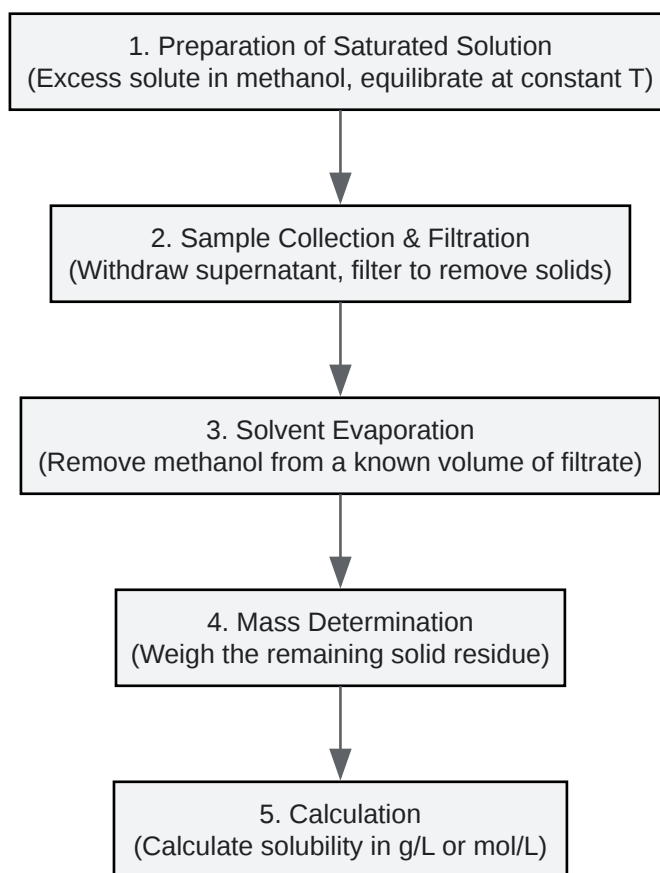 1. Preparation of Saturated Solution
(Excess solute in methanol, equilibrate at constant T)
2. Sample Collection & Filtration
(Withdraw supernatant, filter to remove solids)
3. Solvent Evaporation
(Remove methanol from a known volume of filtrate)
4. Mass Determination
(Weigh the remaining solid residue)
5. Calculation
(Calculate solubility in g/L or mol/L)